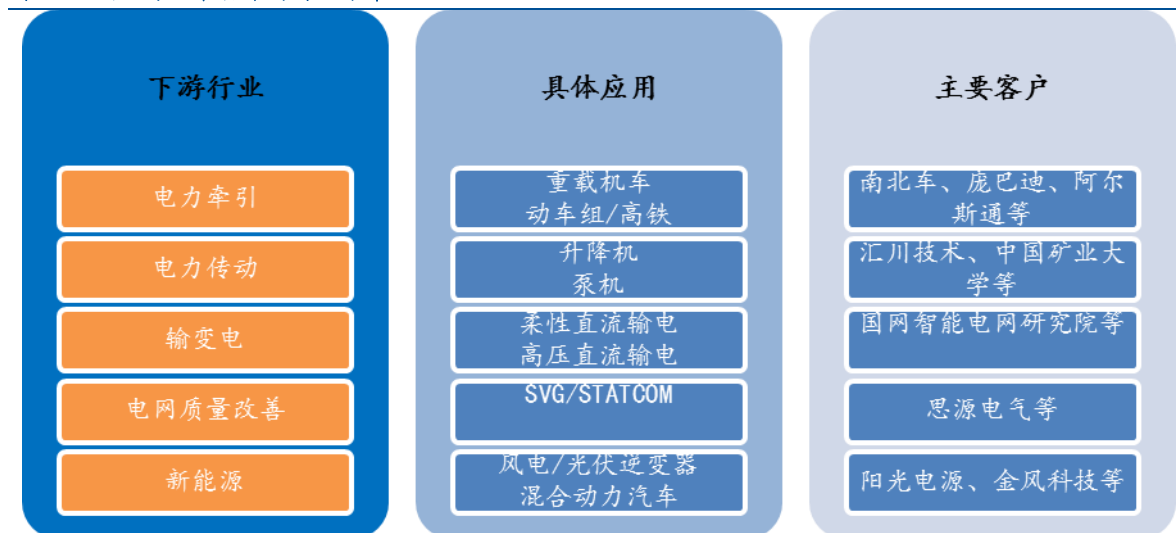 下游行业
电力牵引
电力传动
输变电
电网质量改善
新能源
具体应用
重载机车
动车组/高铁
升降机
泵机
柔性直流输电
高压直流输电
SVG/STATCOM
风电/光伏逆变器
混合动力汽车
主要客户
南北车、庞巴迪、阿尔
斯通等
汇川技术、中国矿业大
学等
国网智能电网研究院等
思源电气等
阳光电源、金风科技等